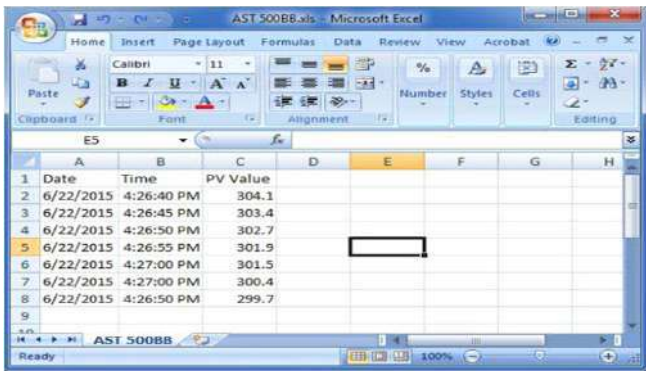 AST 500BB.xls - Microsoft Excel
Home Insert Page Layout Formulas Data Review View Acrobat
Paste
Calibri 11
B I U A A
%
Number Styles Cells
Σ
Clipboard Font Alignment Editing
E5 fx
A B C D E F G H
1 Date Time PV Value
2 6/22/2015 4:26:40 PM 304.1
3 6/22/2015 4:26:45 PM 303.4
4 6/22/2015 4:26:50 PM 302.7
5 6/22/2015 4:26:55 PM 301.9
6 6/22/2015 4:27:00 PM 301.5
7 6/22/2015 4:27:00 PM 300.4
8 6/22/2015 4:26:50 PM 299.7
9
10
AST 500BB
Ready 100%